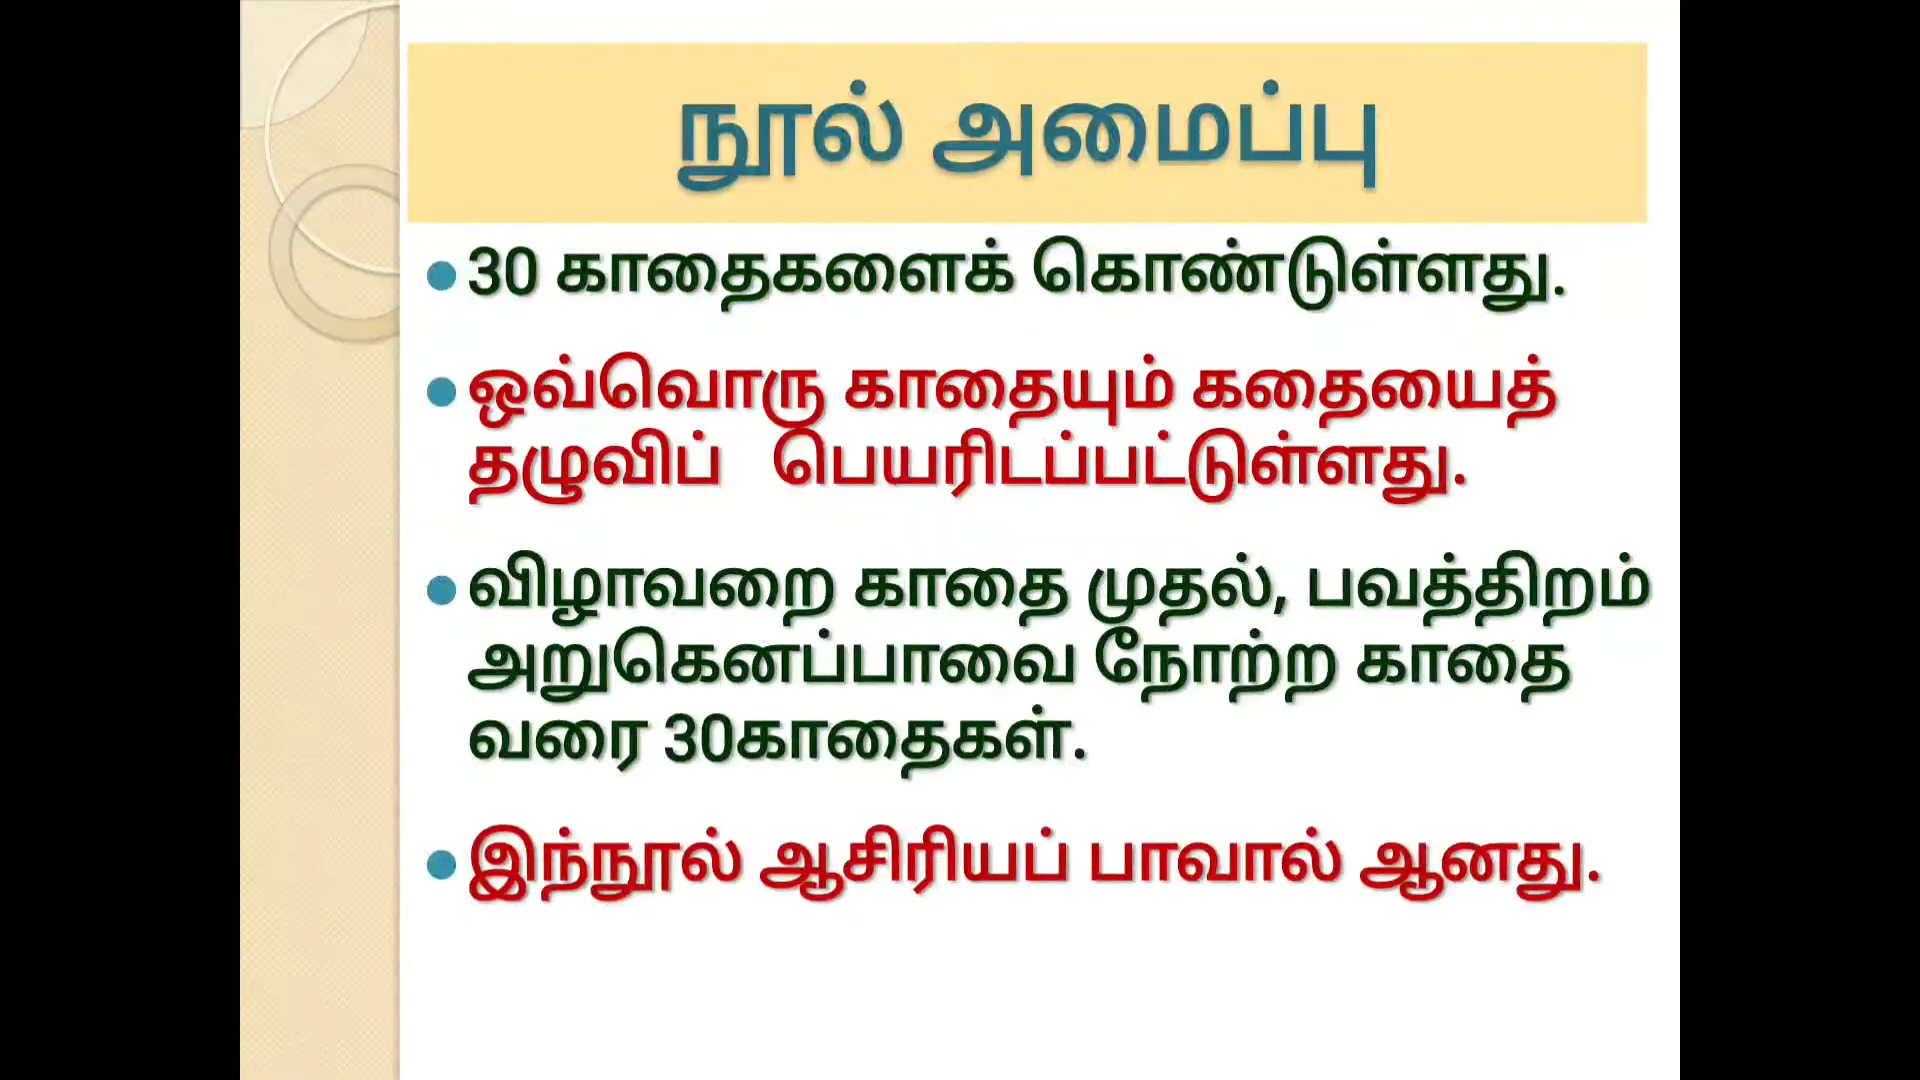 நூல் அமைப்பு
30 காதைகளைக் கொண்டுள்ளது.
ஒவ்வொரு காதையும் கதையைத்
தழுவிப் பெயரிடப்பட்டுள்ளது.
விழாவறை காதை முதல், பவத்திறம்
அறுகெனப்பாவை நோற்ற காதை
வரை 30காதைகள்.
இந்நூல் ஆசிரியப் பாவால் ஆனது.